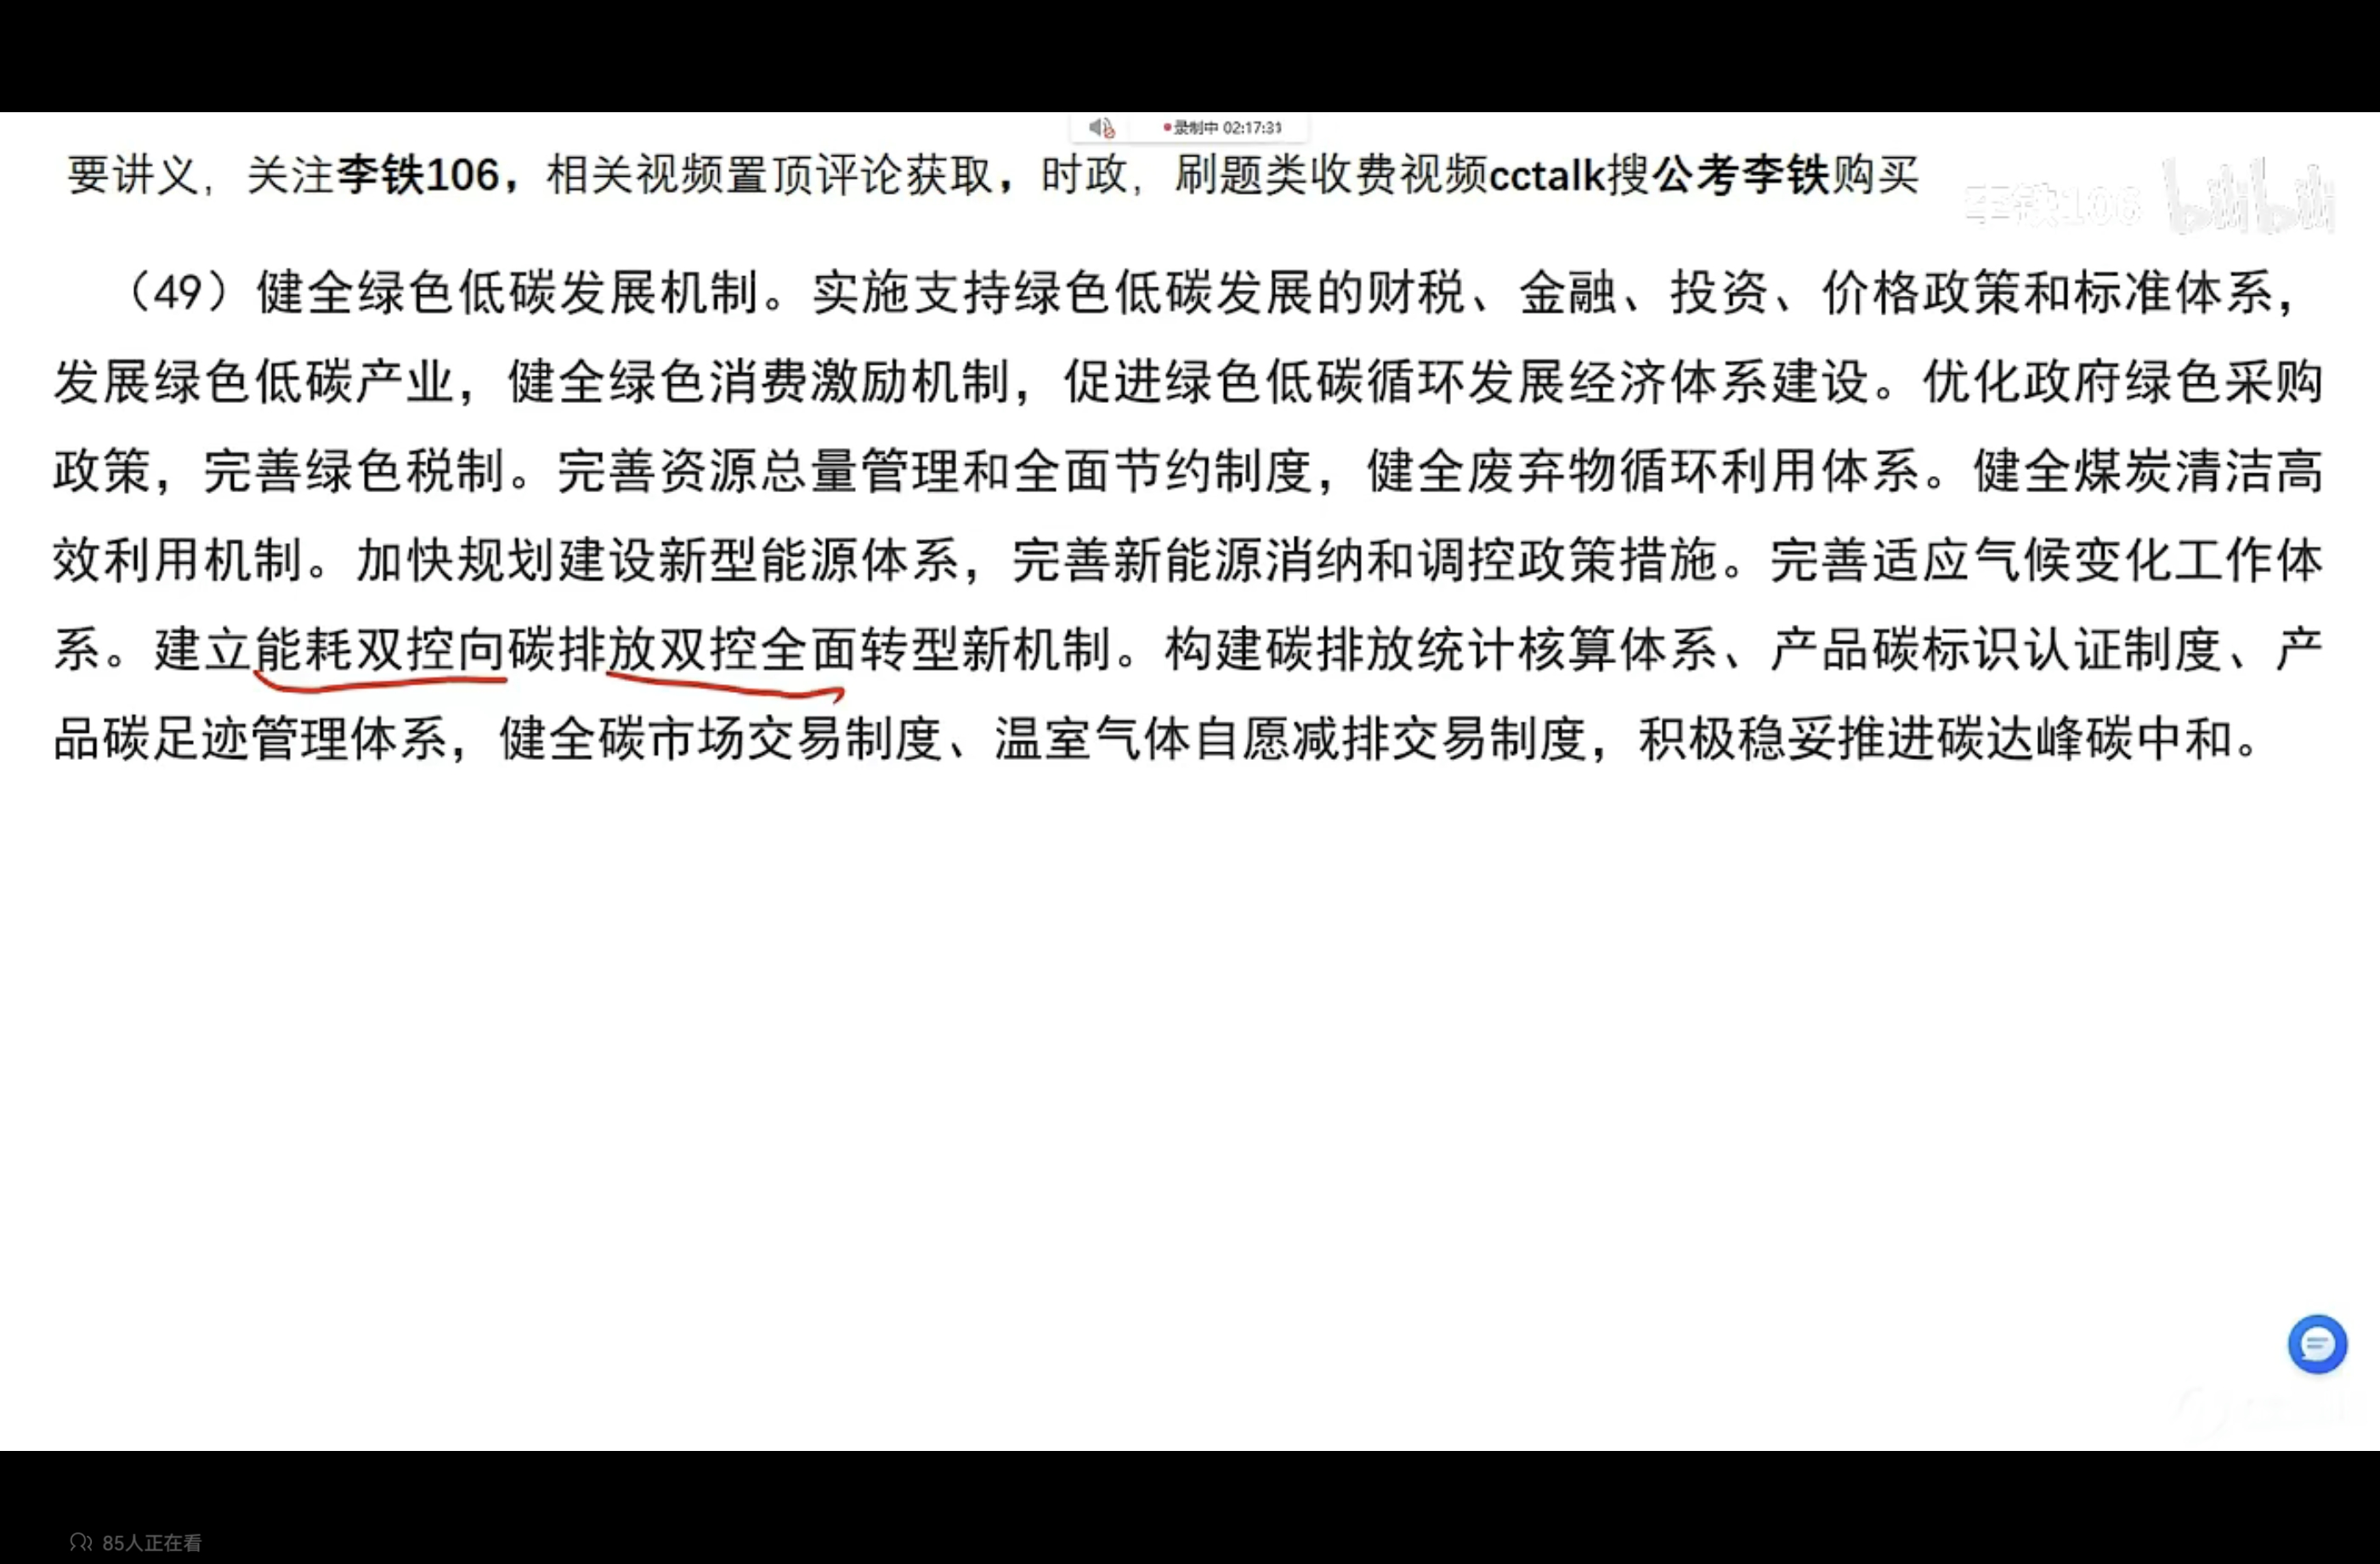 录制中 02:17:31
要讲义，关注李铁106，相关视频置顶评论获取，时政，刷题类收费视频cctalk搜公考李铁购买
李铁106 bilibili
（49）健全绿色低碳发展机制。实施支持绿色低碳发展的财税、金融、投资、价格政策和标准体系，
发展绿色低碳产业，健全绿色消费激励机制，促进绿色低碳循环发展经济体系建设。优化政府绿色采购
政策，完善绿色税制。完善资源总量管理和全面节约制度，健全废弃物循环利用体系。健全煤炭清洁高
效利用机制。加快规划建设新型能源体系，完善新能源消纳和调控政策措施。完善适应气候变化工作体
系。建立能耗双控向碳排放双控全面转型新机制。构建碳排放统计核算体系、产品碳标识认证制度、产
品碳足迹管理体系，健全碳市场交易制度、温室气体自愿减排交易制度，积极稳妥推进碳达峰碳中和。
85人正在看